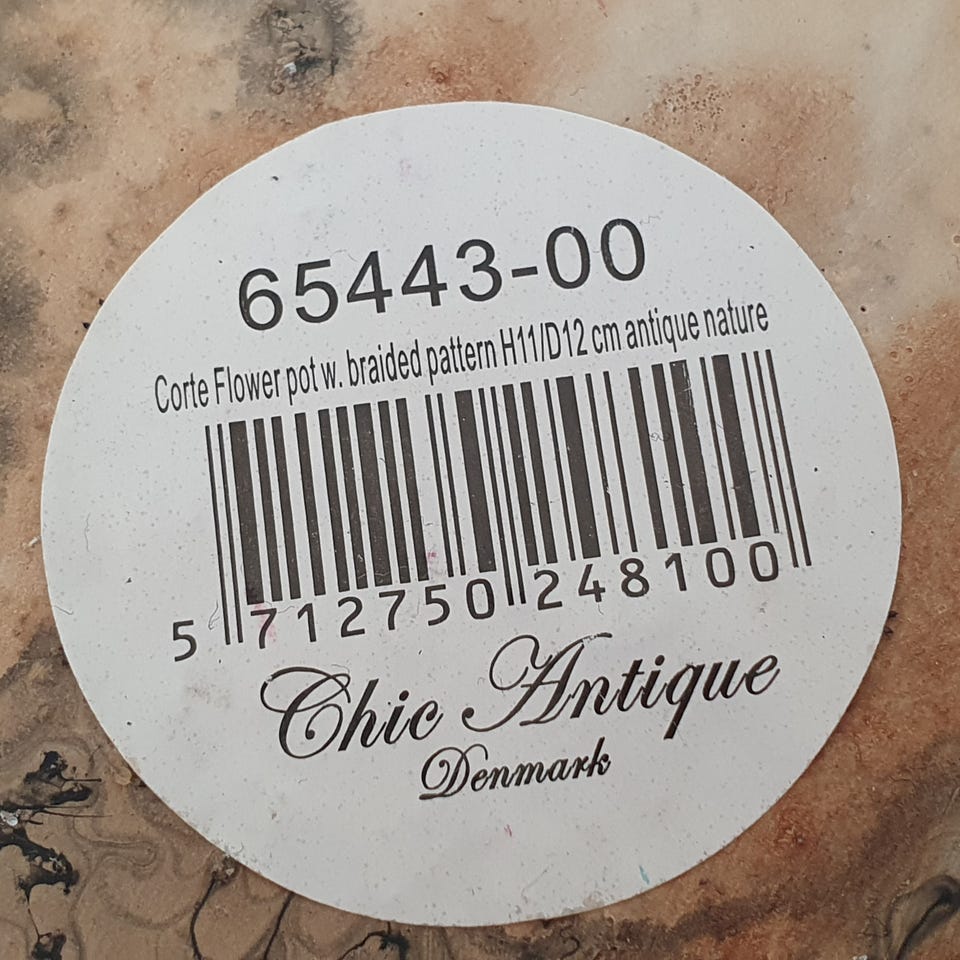 65443-00
Corte Flower pot w. braided pattern H11/D12 cm antique nature
5 712750 248100
Chic Antique
Denmark